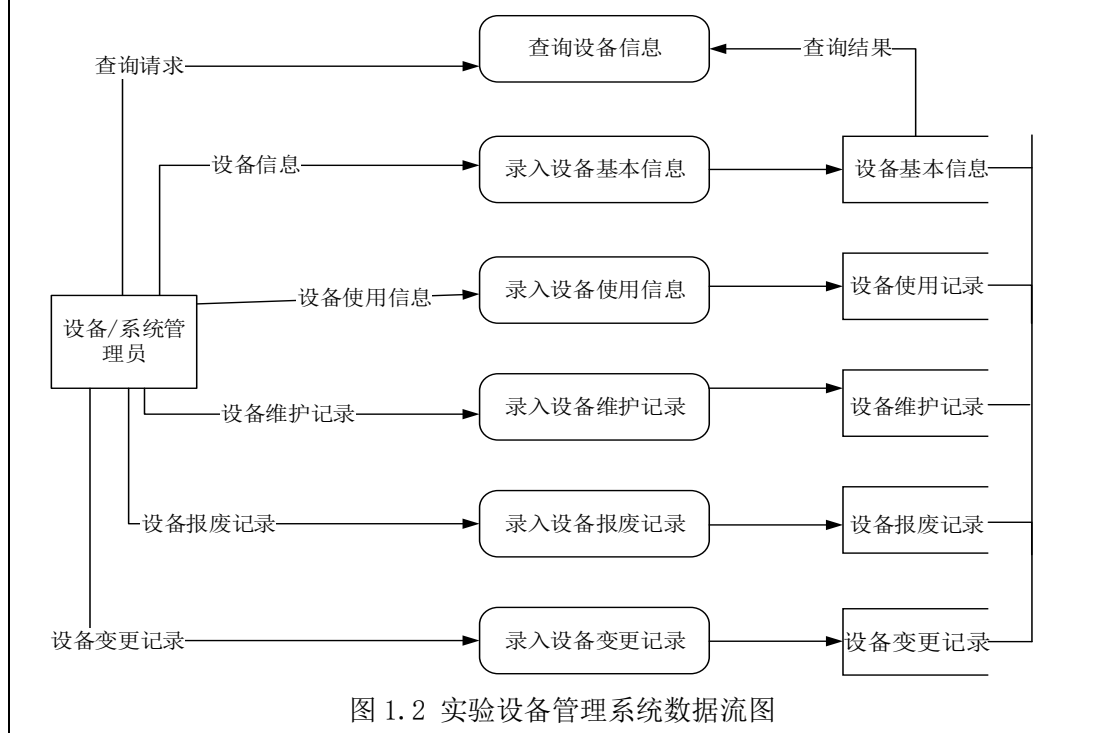 查询设备信息
查询结果
查询请求
设备信息
录入设备基本信息
设备基本信息
设备使用信息
录入设备使用信息
设备使用记录
设备/系统管
理员
设备维护记录
录入设备维护记录
设备维护记录
设备报废记录
录入设备报废记录
设备报废记录
设备变更记录
录入设备变更记录
设备变更记录
图 1.2 实验设备管理系统数据流图